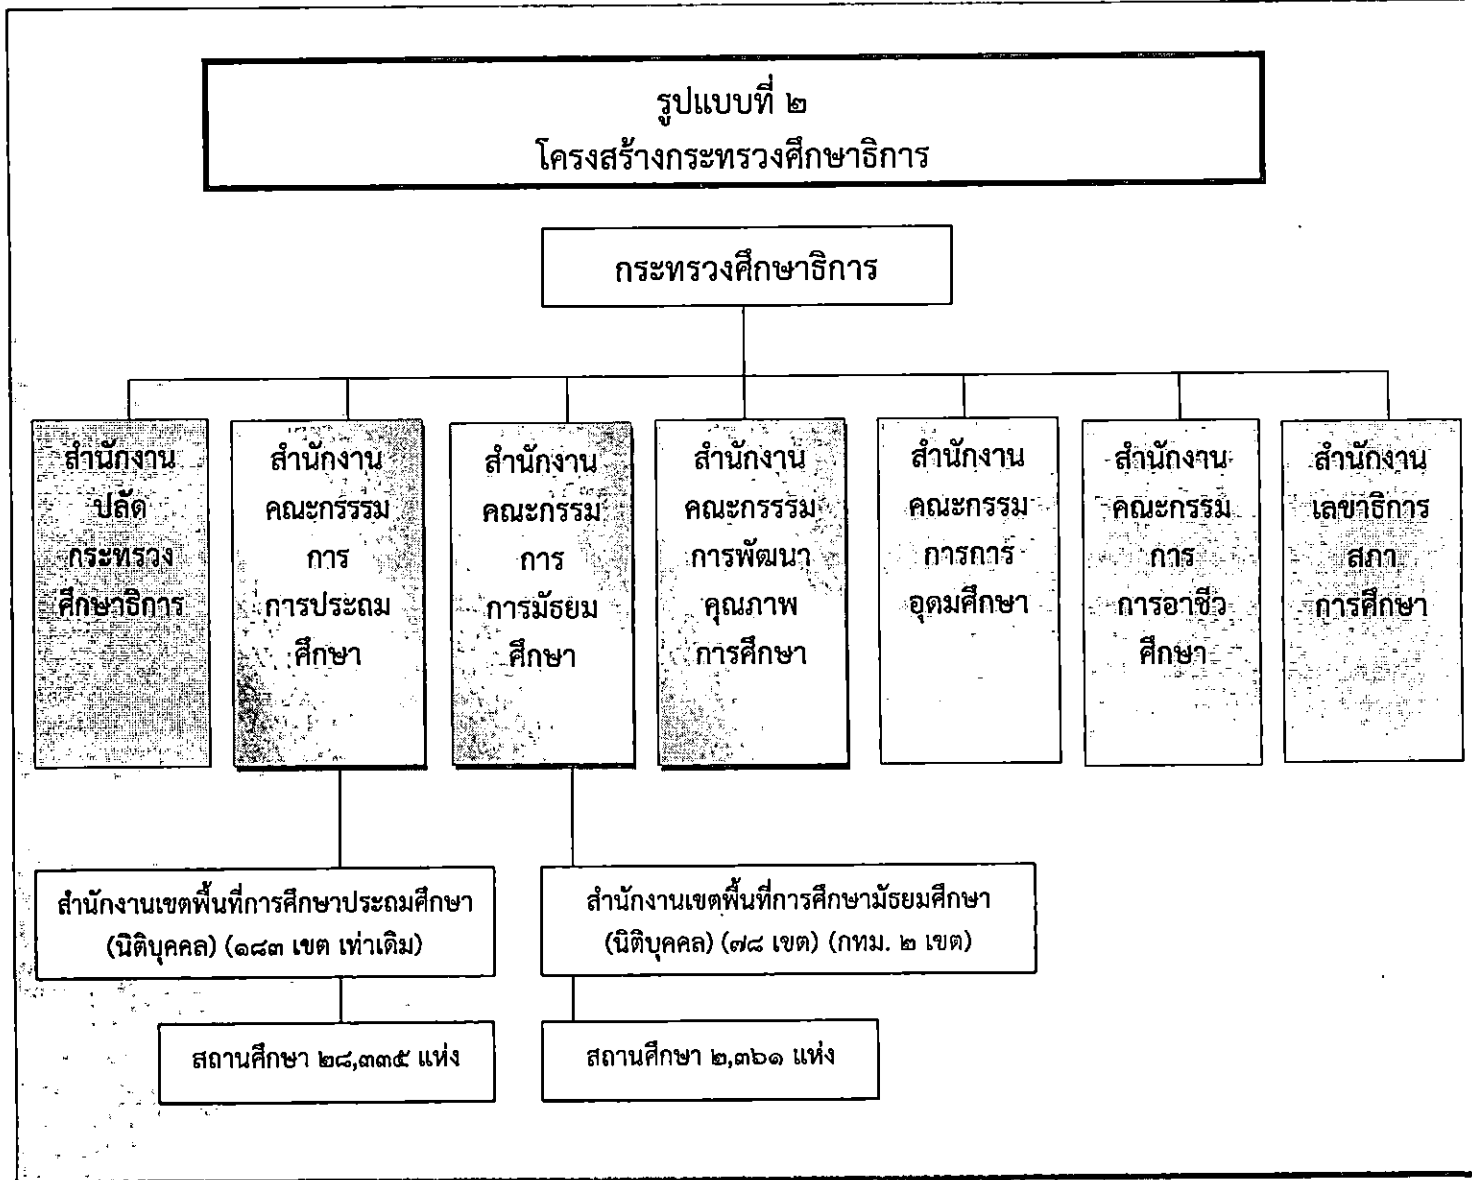 รูปแบบที่ ๒
โครงสร้างกระทรวงศึกษาธิการ
กระทรวงศึกษาธิการ
สำนักงาน
ปลัด
กระทรวง
ศึกษาธิการ
สำนักงาน
คณะกรรม
การ
การประถม
ศึกษา
สำนักงาน
คณะกรรม
การ
การมัธยม
ศึกษา
สำนักงาน
คณะกรรม
การพัฒนา
คุณภาพ
การศึกษา
สำนักงาน
คณะกรรม
การการ
อุดมศึกษา
สำนักงาน
คณะกรรม
การ
การอาชีว
ศึกษา
สำนักงาน
เลขาธิการ
สภา
การศึกษา
สำนักงานเขตพื้นที่การศึกษาประถมศึกษา
(นิติบุคคล) (๑๘๓ เขต เท่าเดิม)
สำนักงานเขตพื้นที่การศึกษามัธยมศึกษา
(นิติบุคคล) (๗๘ เขต) (กทม. ๒ เขต)
สถานศึกษา ๒๘,๓๓๕ แห่ง
สถานศึกษา ๒,๓๖๑ แห่ง